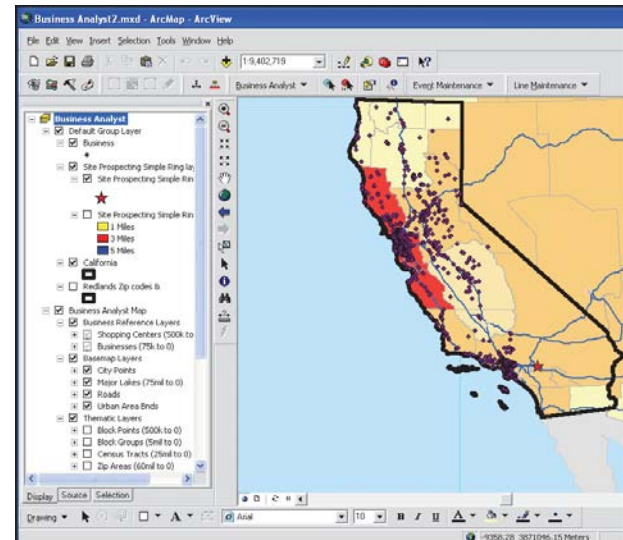 Business Analyst2.mxd - ArcMap - ArcView
File Edit View Insert Selection Tools Window Help
1:9,402,719
Business Analyst Event Maintenance Line Maintenance
Business Analyst
Default Group Layer
Business
Site Prospecting Simple Ring lay
Site Prospecting Simple Rin
Site Prospecting Simple Rin
1 Miles
3 Miles
5 Miles
California
Redlands Zip codes &
Business Analyst Map
Business Reference Layers
Shopping Centers (500k to
Businesses (75k to 0)
Basemap Layers
City Points
Major Lakes (75mil to 0)
Roads
Urban Area Bnds
Thematic Layers
Block Points (500k to 0)
Block Groups (5mil to 0)
Census Tracts (25mil to 0)
Zip Areas (60mil to 0)
Display Source Selection
Drawing A Arial 10 B I U A
-9358.28 3871046.15 Meters